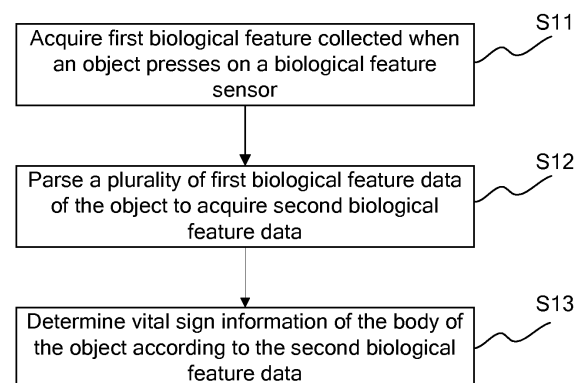 S11
Acquire first biological feature collected when
an object presses on a biological feature
sensor
S12
Parse a plurality of first biological feature data
of the object to acquire second biological
feature data
S13
Determine vital sign information of the body of
the object according to the second biological
feature data